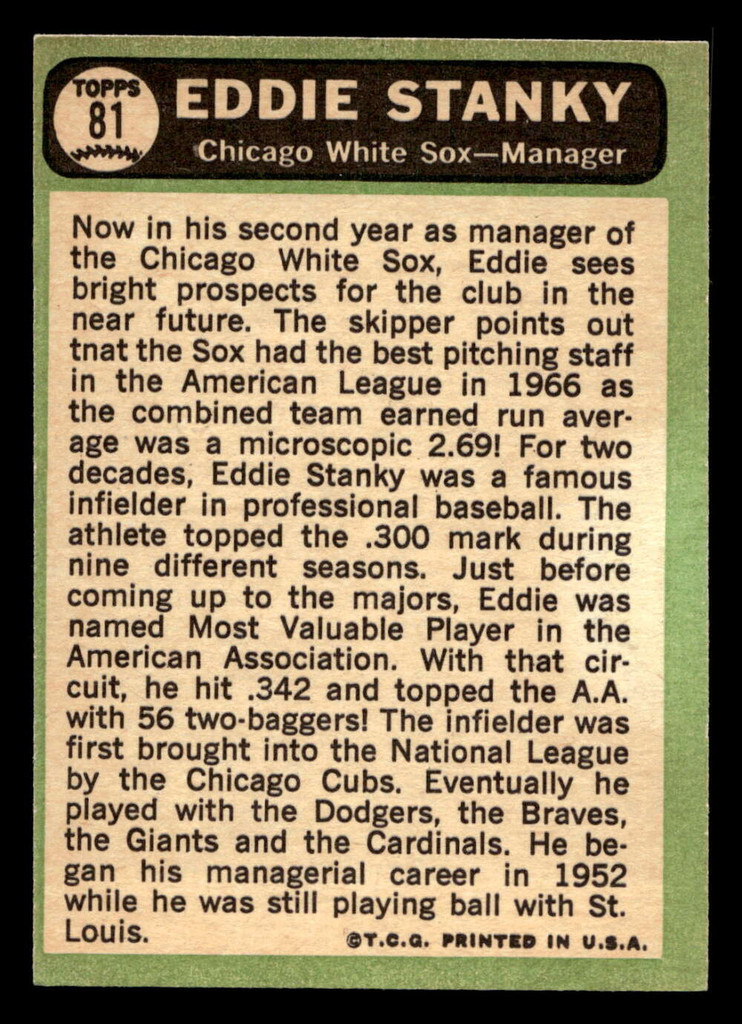 TOPPS
81
EDDIE STANKY
Chicago White Sox—Manager
Now in his second year as manager of
the Chicago White Sox, Eddie sees
bright prospects for the club in the
near future. The skipper points out
tnat the Sox had the best pitching staff
in the American League in 1966 as
the combined team earned run aver-
age was a microscopic 2.69! For two
decades, Eddie Stanky was a famous
infielder in professional baseball. The
athlete topped the .300 mark during
nine different seasons. Just before
coming up to the majors, Eddie was
named Most Valuable Player in the
American Association. With that cir-
cuit, he hit .342 and topped the A.A.
with 56 two-baggers! The infielder was
first brought into the National League
by the Chicago Cubs. Eventually he
played with the Dodgers, the Braves,
the Giants and the Cardinals. He be-
gan his managerial career in 1952
while he was still playing ball with St.
Louis.
©T.C.G. PRINTED IN U.S.A.